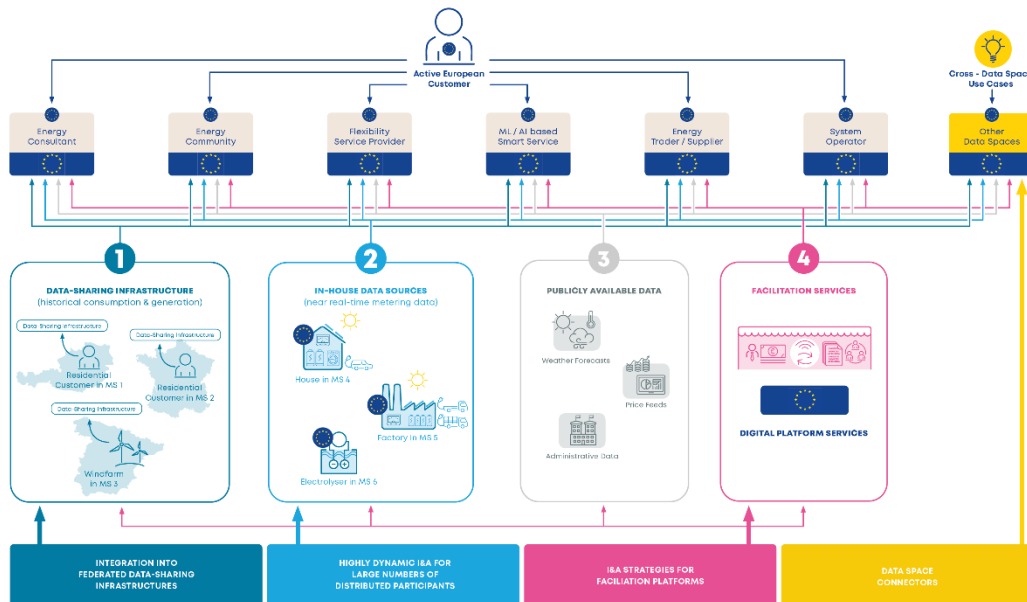 Active European
Customer
Cross - Data Space
Use Cases
Energy
Consultant
Energy
Community
Flexibility
Service Provider
ML / AI based
Smart Service
Energy
Trader / Supplier
System
Operator
Other
Data Spaces
1
2
3
4
DATA-SHARING INFRASTRUCTURE
(historical consumption & generation)
Data-Sharing Infrastructure
Residential
Customer in MS 1
Data-Sharing Infrastructure
Residential
Customer in MS 2
Data-Sharing Infrastructure
Windfarm
in MS 3
IN-HOUSE DATA SOURCES
(near real-time metering data)
House in MS 4
Factory in MS 5
Electrolyser in MS 6
PUBLICLY AVAILABLE DATA
Weather Forecasts
Price Feeds
Administrative Data
FACILITATION SERVICES
DIGITAL PLATFORM SERVICES
INTEGRATION INTO
FEDERATED DATA-SHARING
INFRASTRUCTURES
HIGHLY DYNAMIC I&A FOR
LARGE NUMBERS OF
DISTRIBUTED PARTICIPANTS
I&A STRATEGIES FOR
FACILIATION PLATFORMS
DATA SPACE
CONNECTORS